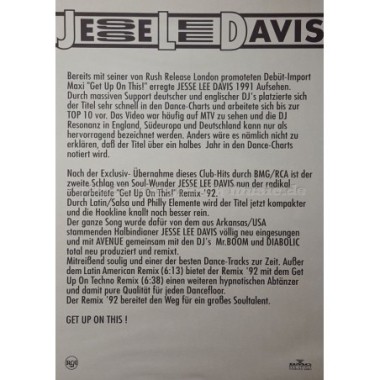 JESSE LEE DAVIS
Bereits mit seiner von Rush Release London promoteten Debüt-Import
Maxi "Get Up On This!" erregte JESSE LEE DAVIS 1991 Aufsehen.
Durch massiven Support deutscher und englischer DJ's platzierte sich
der Titel sehr schnell in den Dance-Charts und arbeitete sich bis zur
TOP 10 vor. Das Video war häufig auf MTV zu sehen und die DJ
Resonanz in England, Südeuropa und Deutschland kann nur als
hervorragend bezeichnet werden. Anders wäre es nämlich nicht zu
erklären, daß der Titel über ein halbes Jahr in den Dance-Charts
notiert wird.
Nach der Exclusiv- Übernahme dieses Club-Hits durch BMG/RCA ist der
zweite Schlag von Soul-Wunder JESSE LEE DAVIS nun der radikal
überarbeitete "Get Up On This!" Remix '92.
Durch Latin/Salsa und Philly Elemente wird der Titel jetzt kompakter
und die Hookline knallt noch besser rein.
Der ganze Song wurde dafür von dem aus Arkansas/USA
stammenden Halbindianer JESSE LEE DAVIS völlig neu eingesungen
und mit AVENUE gemeinsam mit den DJ's Mr.BOOM und DIABOLIC
total neu produziert und remixt.
Mitreißend soulig und einer der besten Dance-Tracks zur Zeit. Außer
dem Latin American Remix (6:13) bietet der Remix '92 mit dem Get
Up On Techno Remix (6:38) einen weiteren hypnotischen Abtänzer
und damit pure Qualität für jeden Dancefloor.
Der Remix '92 bereitet den Weg für ein großes Soultalent.
GET UP ON THIS !
RCA
BMG